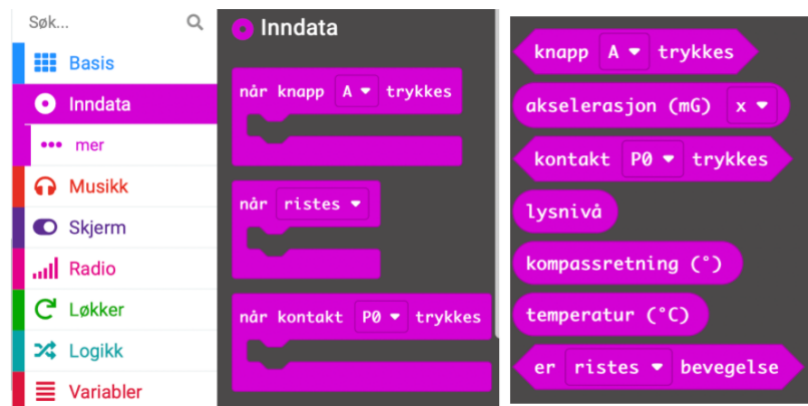 Søk...
Basis
Inndata
mer
Musikk
Skjerm
Radio
Løkker
Logikk
Variabler
Inndata
når knapp A trykkes
når ristes
når kontakt P0 trykkes
knapp A trykkes
akselerasjon (mG) x
kontakt P0 trykkes
lysnivå
kompassretning (°)
temperatur (°C)
er ristes bevegelse